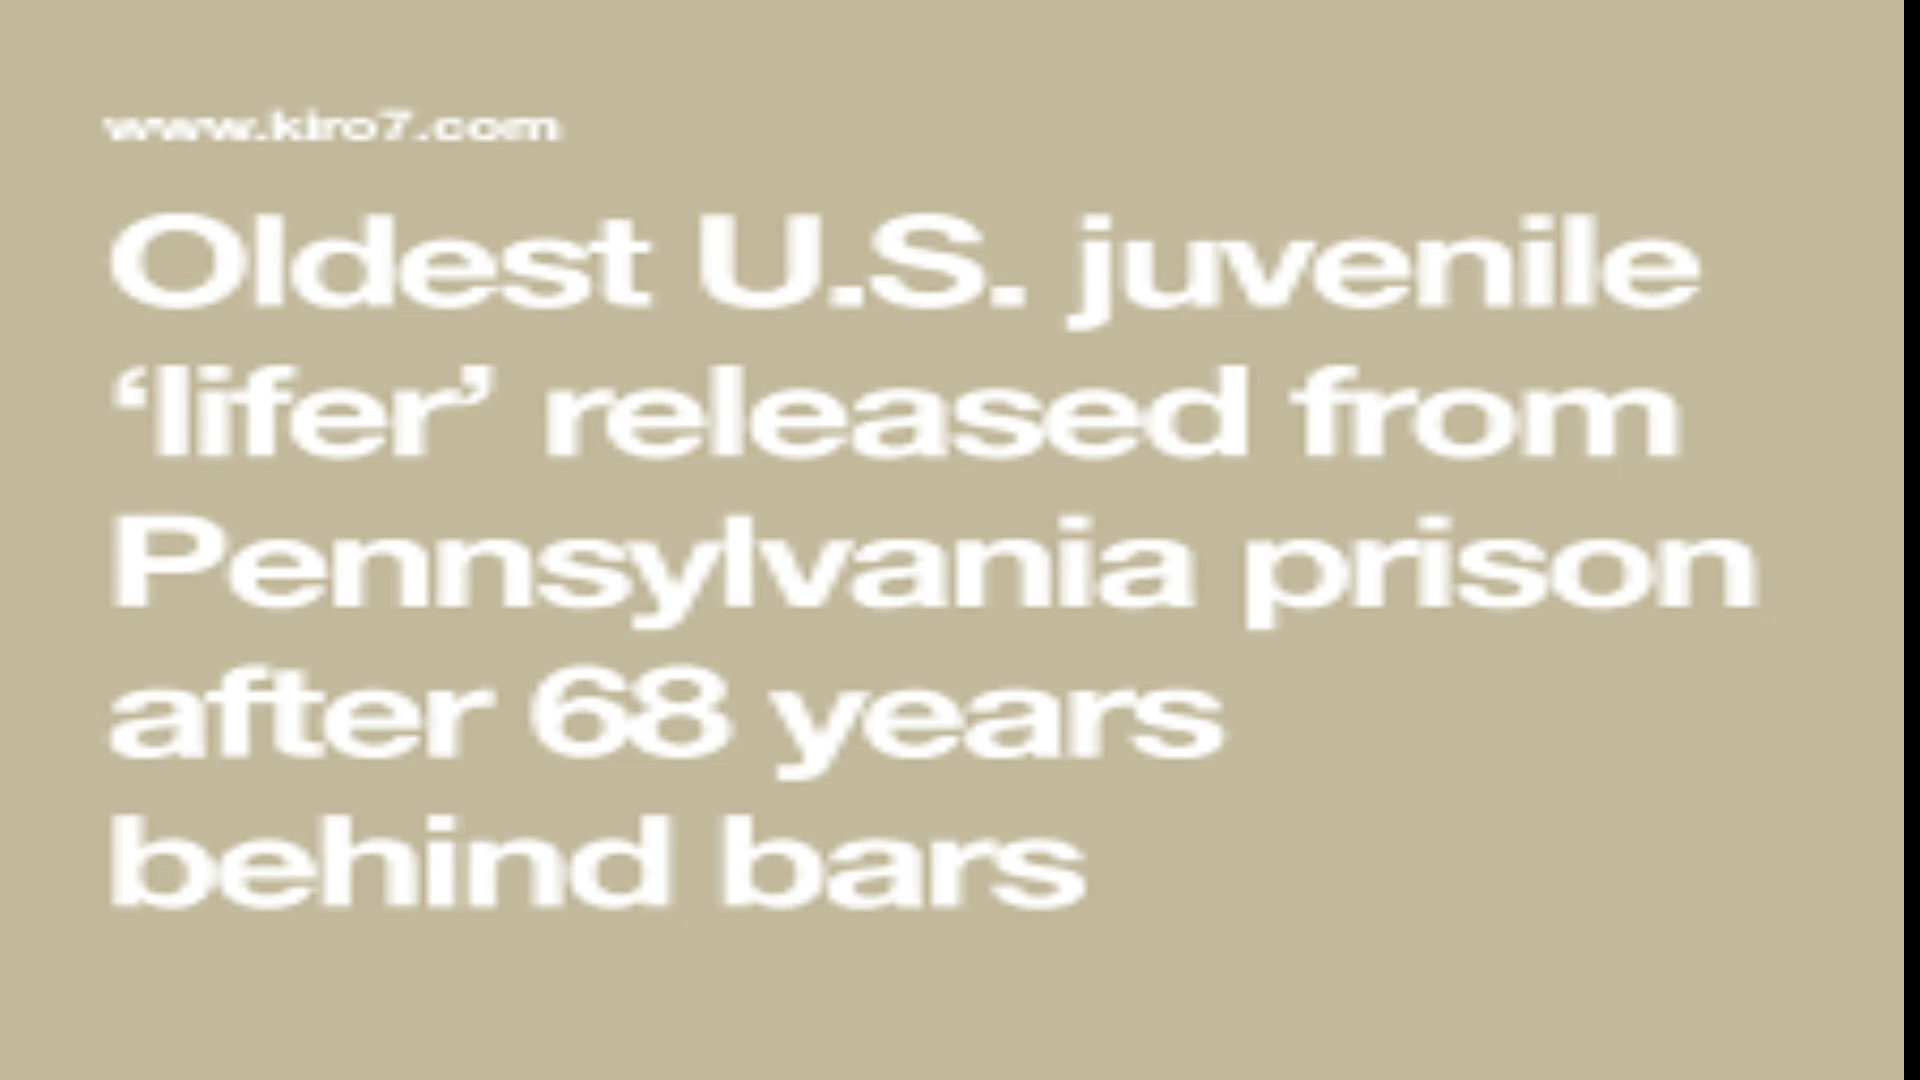 www.kiro7.com
Oldest U.S. juvenile
‘lifer’ released from
Pennsylvania prison
after 68 years
behind bars